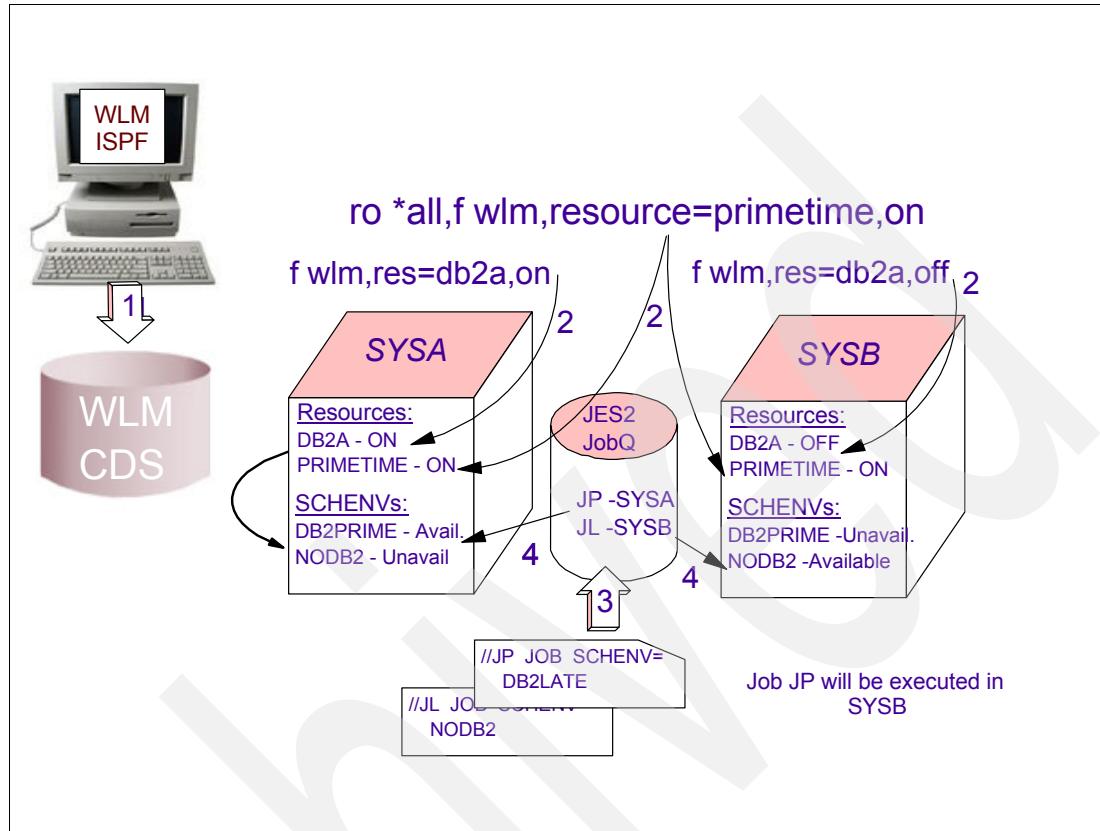 WLM
ISPF
ro *all,f wlm,resource=primetime,on
f wlm,res=db2a,on
f wlm,res=db2a,off
2
2
2
1
WLM
CDS
SYSA
Resources:
DB2A - ON
PRIMETIME - ON
SCHENVs:
DB2PRIME - Avail.
NODB2 - Unavail
JES2
JobQ
JP -SYSA
JL -SYSB
4
4
3
SYSB
Resources:
DB2A - OFF
PRIMETIME - ON
SCHENVs:
DB2PRIME -Unavail.
NODB2 -Available
//JP JOB SCHENV=
DB2LATE
//JL JOB
NODB2
Job JP will be executed in
SYSB